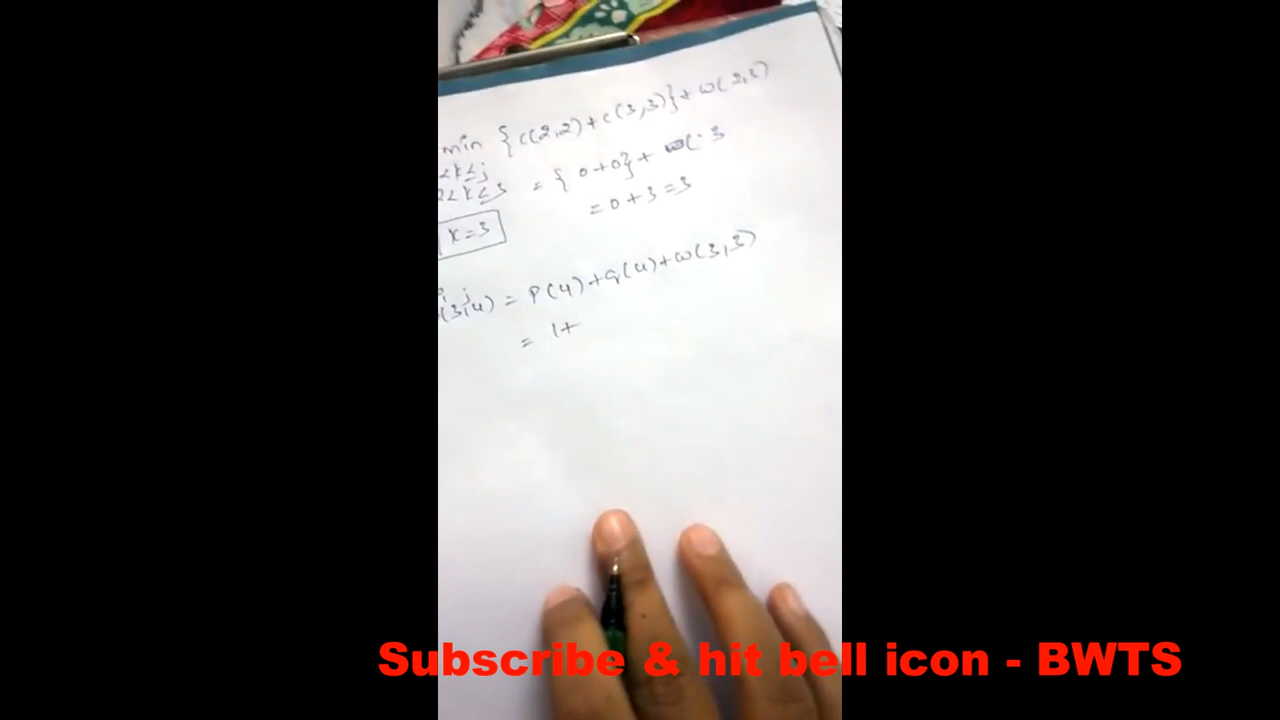 min {c(2,2)+c(3,3)}+w(2,3)
2<k≤j
2<k≤3 = {0+0}+ 3
= 0+3=3
k=3
j
(3,4) = P(4)+q(4)+w(3,3)
= 1+
Subscribe & hit bell icon - BWTS